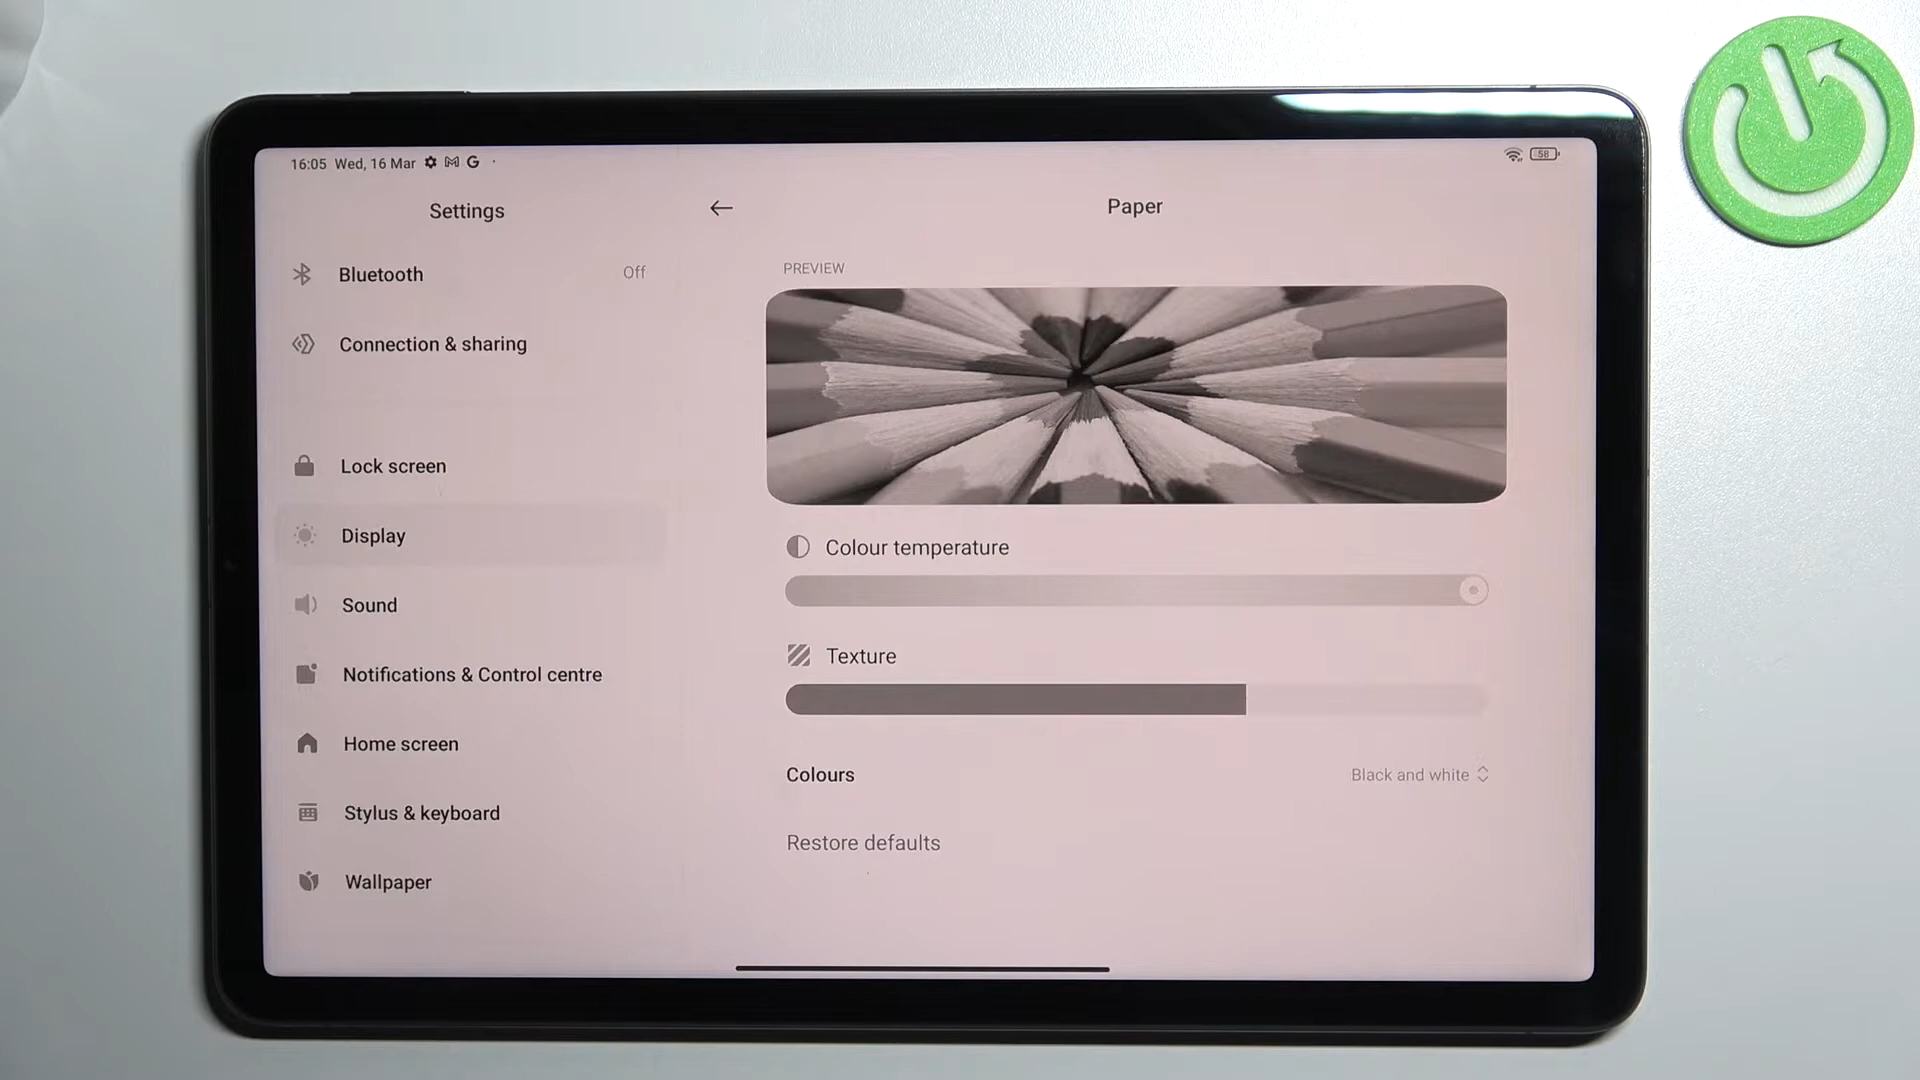 16:05 Wed, 16 Mar
58
Settings
Bluetooth Off
Connection & sharing
Lock screen
Display
Sound
Notifications & Control centre
Home screen
Stylus & keyboard
Wallpaper
Paper
PREVIEW
Colour temperature
Texture
Colours Black and white
Restore defaults